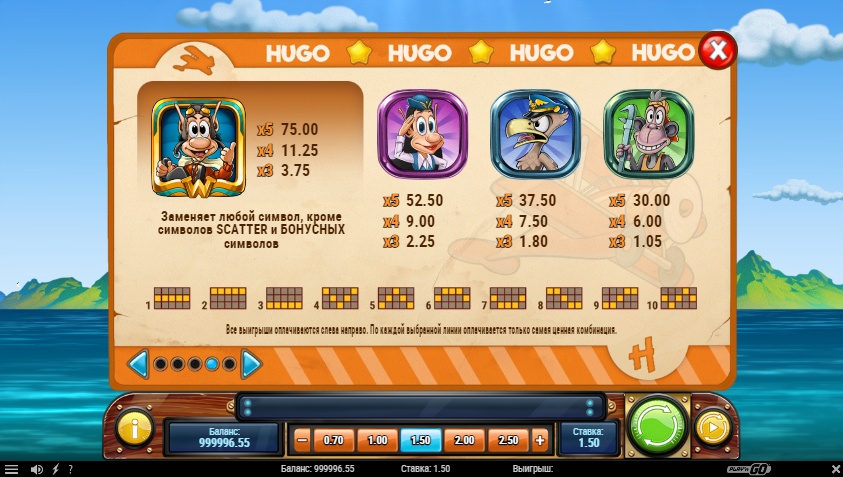 HUGO HUGO HUGO HUGO
x5 75.00
x4 11.25
x3 3.75
W
Заменяет любой символ, кроме
символов SCATTER и БОНУСНЫХ
символов
x5 52.50
x4 9.00
x3 2.25
x5 37.50
x4 7.50
x3 1.80
x5 30.00
x4 6.00
x3 1.05
1 2 3 4 5 6 7 8 9 10
Все выигрыши оплачиваются слева направо. По каждой выбранной линии оплачивается только самая ценная комбинация.
H
i
Баланс:
999996.55
− 0.70 1.00 1.50 2.00 2.50 +
Ставка:
1.50
? Баланс: 999996.55 Ставка: 1.50 Выигрыш: PLAY'n GO